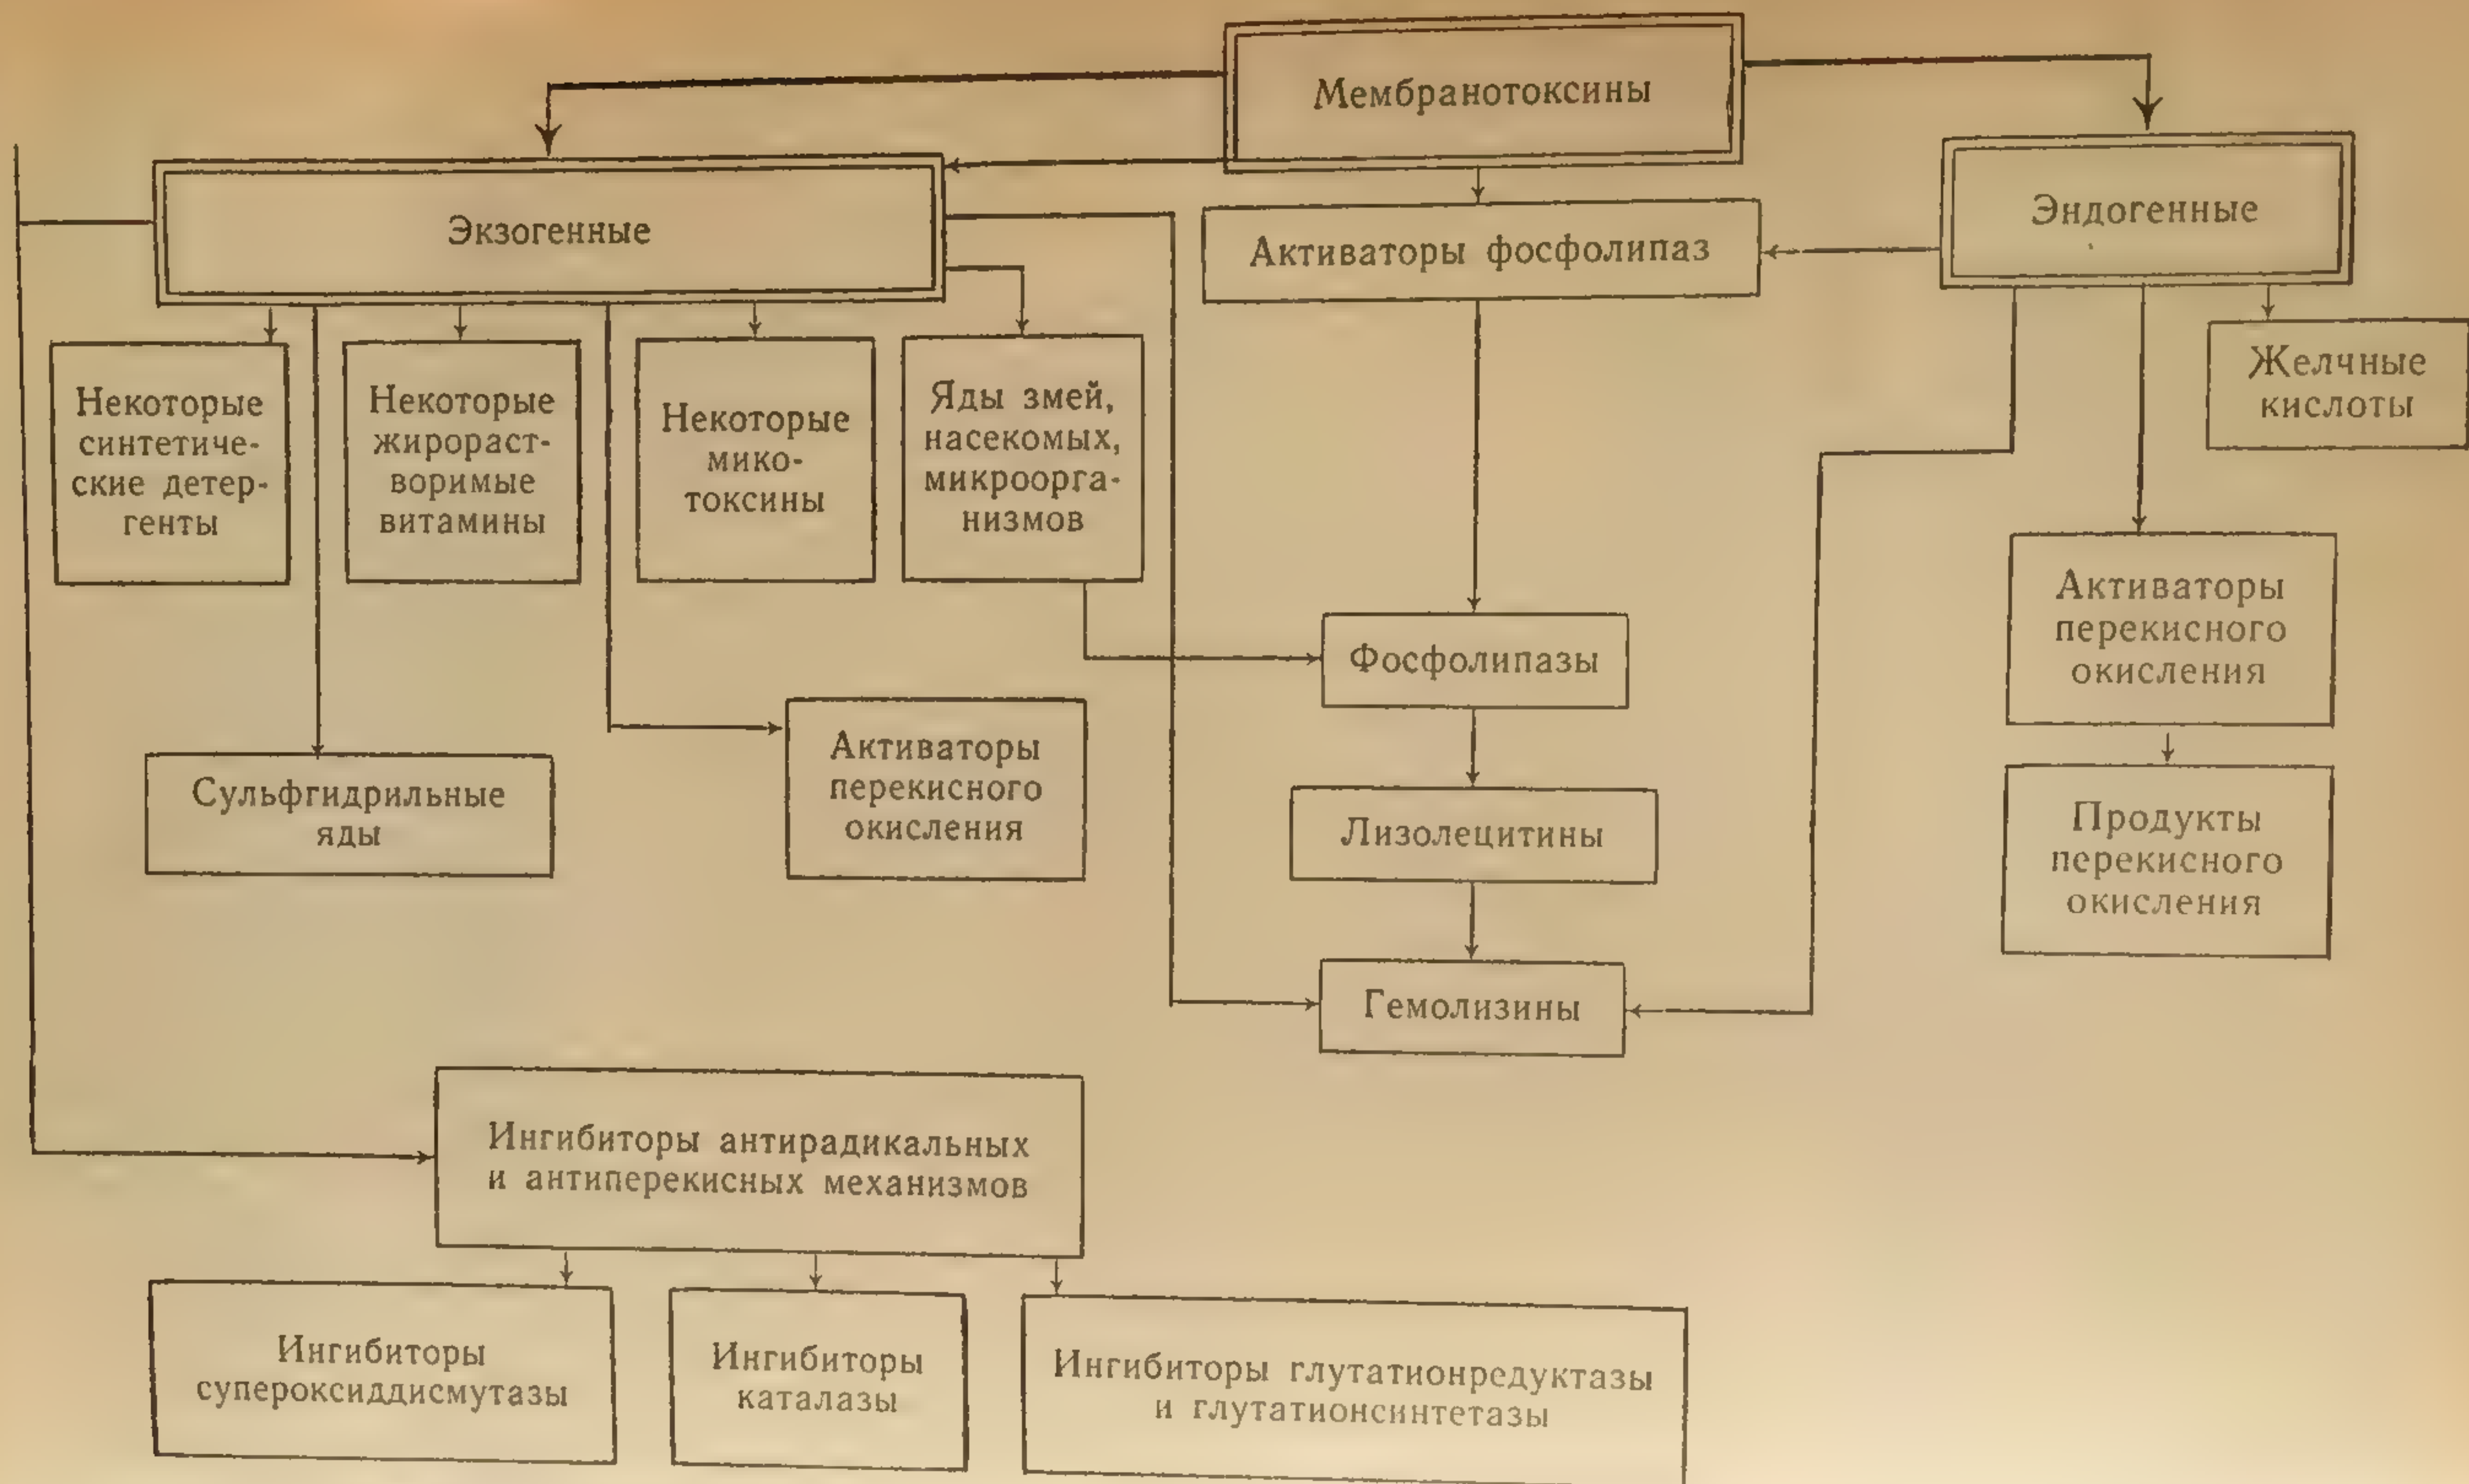 Мембранотоксины
Экзогенные
Эндогенные
Активаторы фосфолипаз
Некоторые
синтетиче-
ские детер-
генты
Некоторые
жирораст-
воримые
витамины
Некоторые
мико-
токсины
Яды змей,
насекомых,
микроорга-
низмов
Желчные
кислоты
Активаторы
перекисного
окисления
Фосфолипазы
Сульфгидрильные
яды
Активаторы
перекисного
окисления
Лизолецитины
Продукты
перекисного
окисления
Гемолизины
Ингибиторы антирадикальных
и антиперекисных механизмов
Ингибиторы
супероксиддисмутазы
Ингибиторы
каталазы
Ингибиторы глутатионредуктазы
и глутатионсинтетазы